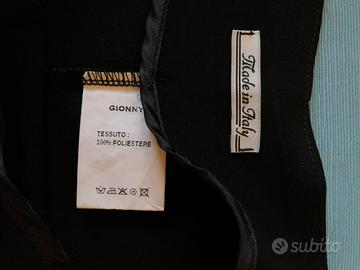 GIONNY
TESSUTO:
100% POLIESTERE
Made in Italy
subito